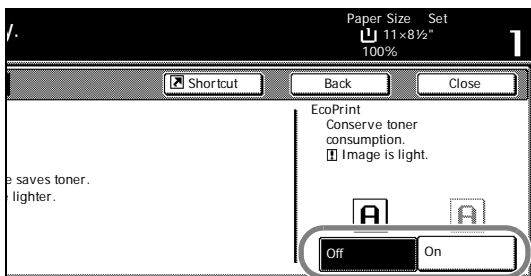 y.
Paper Size Set
11×8½"
100%
1
Shortcut
Back
Close
EcoPrint
Conserve toner
consumption.
Image is light.
e saves toner.
lighter.
A A
Off
On